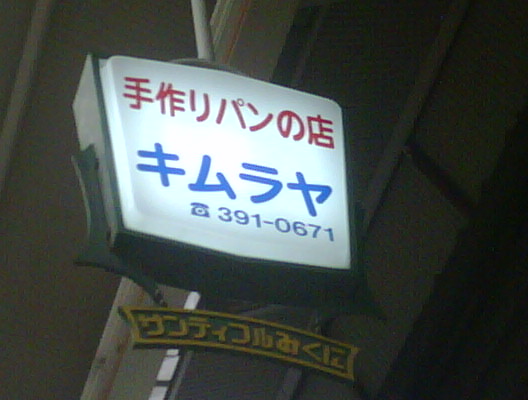 手作りパンの店
キムラヤ
☎391-0671
サンティフルみくに